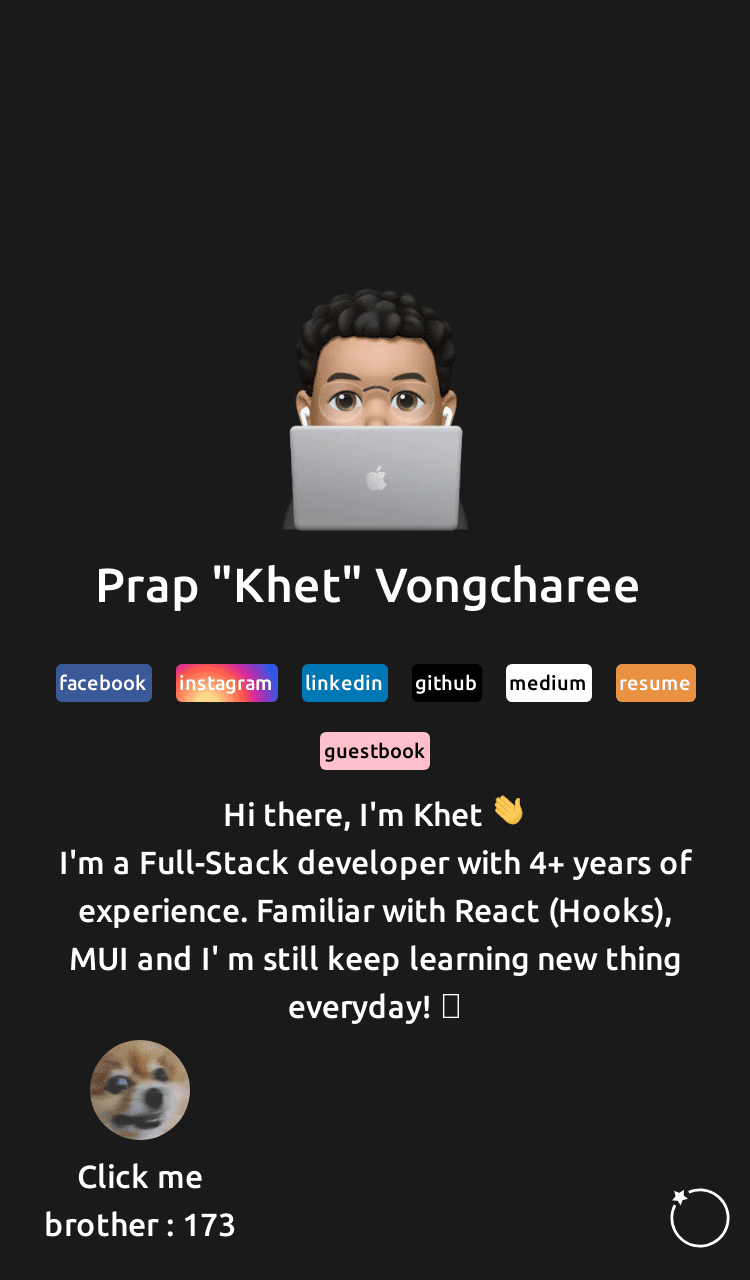 Prap "Khet" Vongcharee
facebook instagram linkedin github medium resume
guestbook
Hi there, I'm Khet 👋
I'm a Full-Stack developer with 4+ years of
experience. Familiar with React (Hooks),
MUI and I' m still keep learning new thing
everyday!
Click me
brother : 173